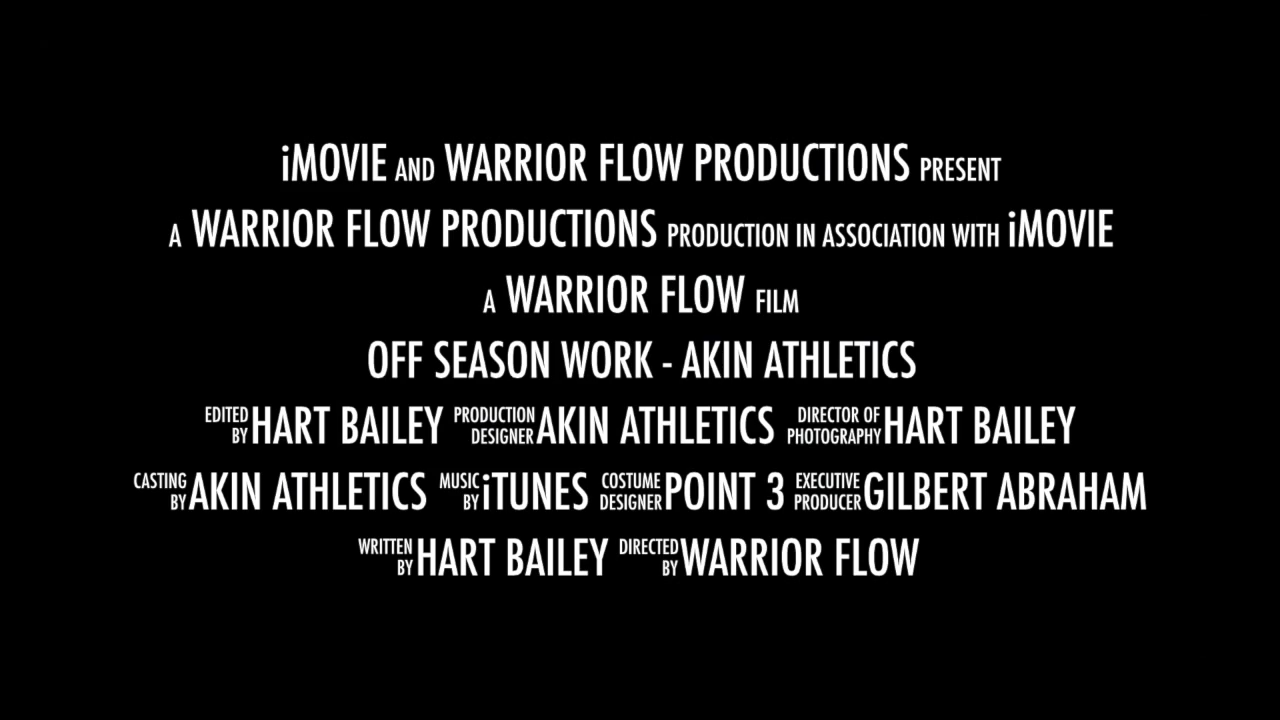 iMOVIE AND WARRIOR FLOW PRODUCTIONS PRESENT
A WARRIOR FLOW PRODUCTIONS PRODUCTION IN ASSOCIATION WITH iMOVIE
A WARRIOR FLOW FILM
OFF SEASON WORK - AKIN ATHLETICS
EDITED BY HART BAILEY PRODUCTION DESIGNER AKIN ATHLETICS DIRECTOR OF PHOTOGRAPHY HART BAILEY
CASTING BY AKIN ATHLETICS MUSIC BY iTUNES COSTUME DESIGNER POINT 3 EXECUTIVE PRODUCER GILBERT ABRAHAM
WRITTEN BY HART BAILEY DIRECTED BY WARRIOR FLOW